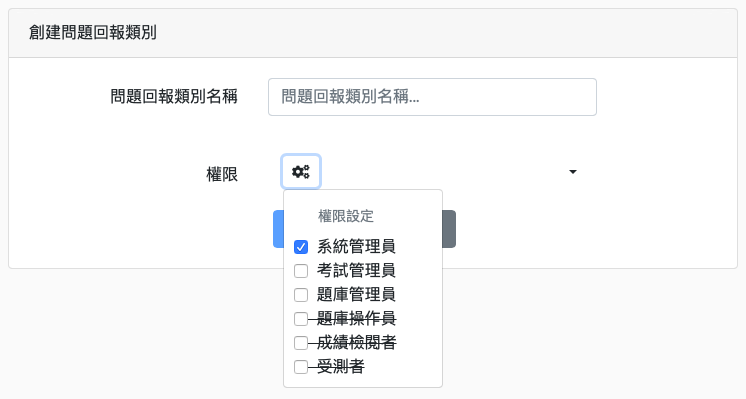 創建問題回報類別
問題回報類別名稱
問題回報類別名稱...
權限
權限設定
系統管理員
考試管理員
題庫管理員
題庫操作員
成績檢閱者
受測者